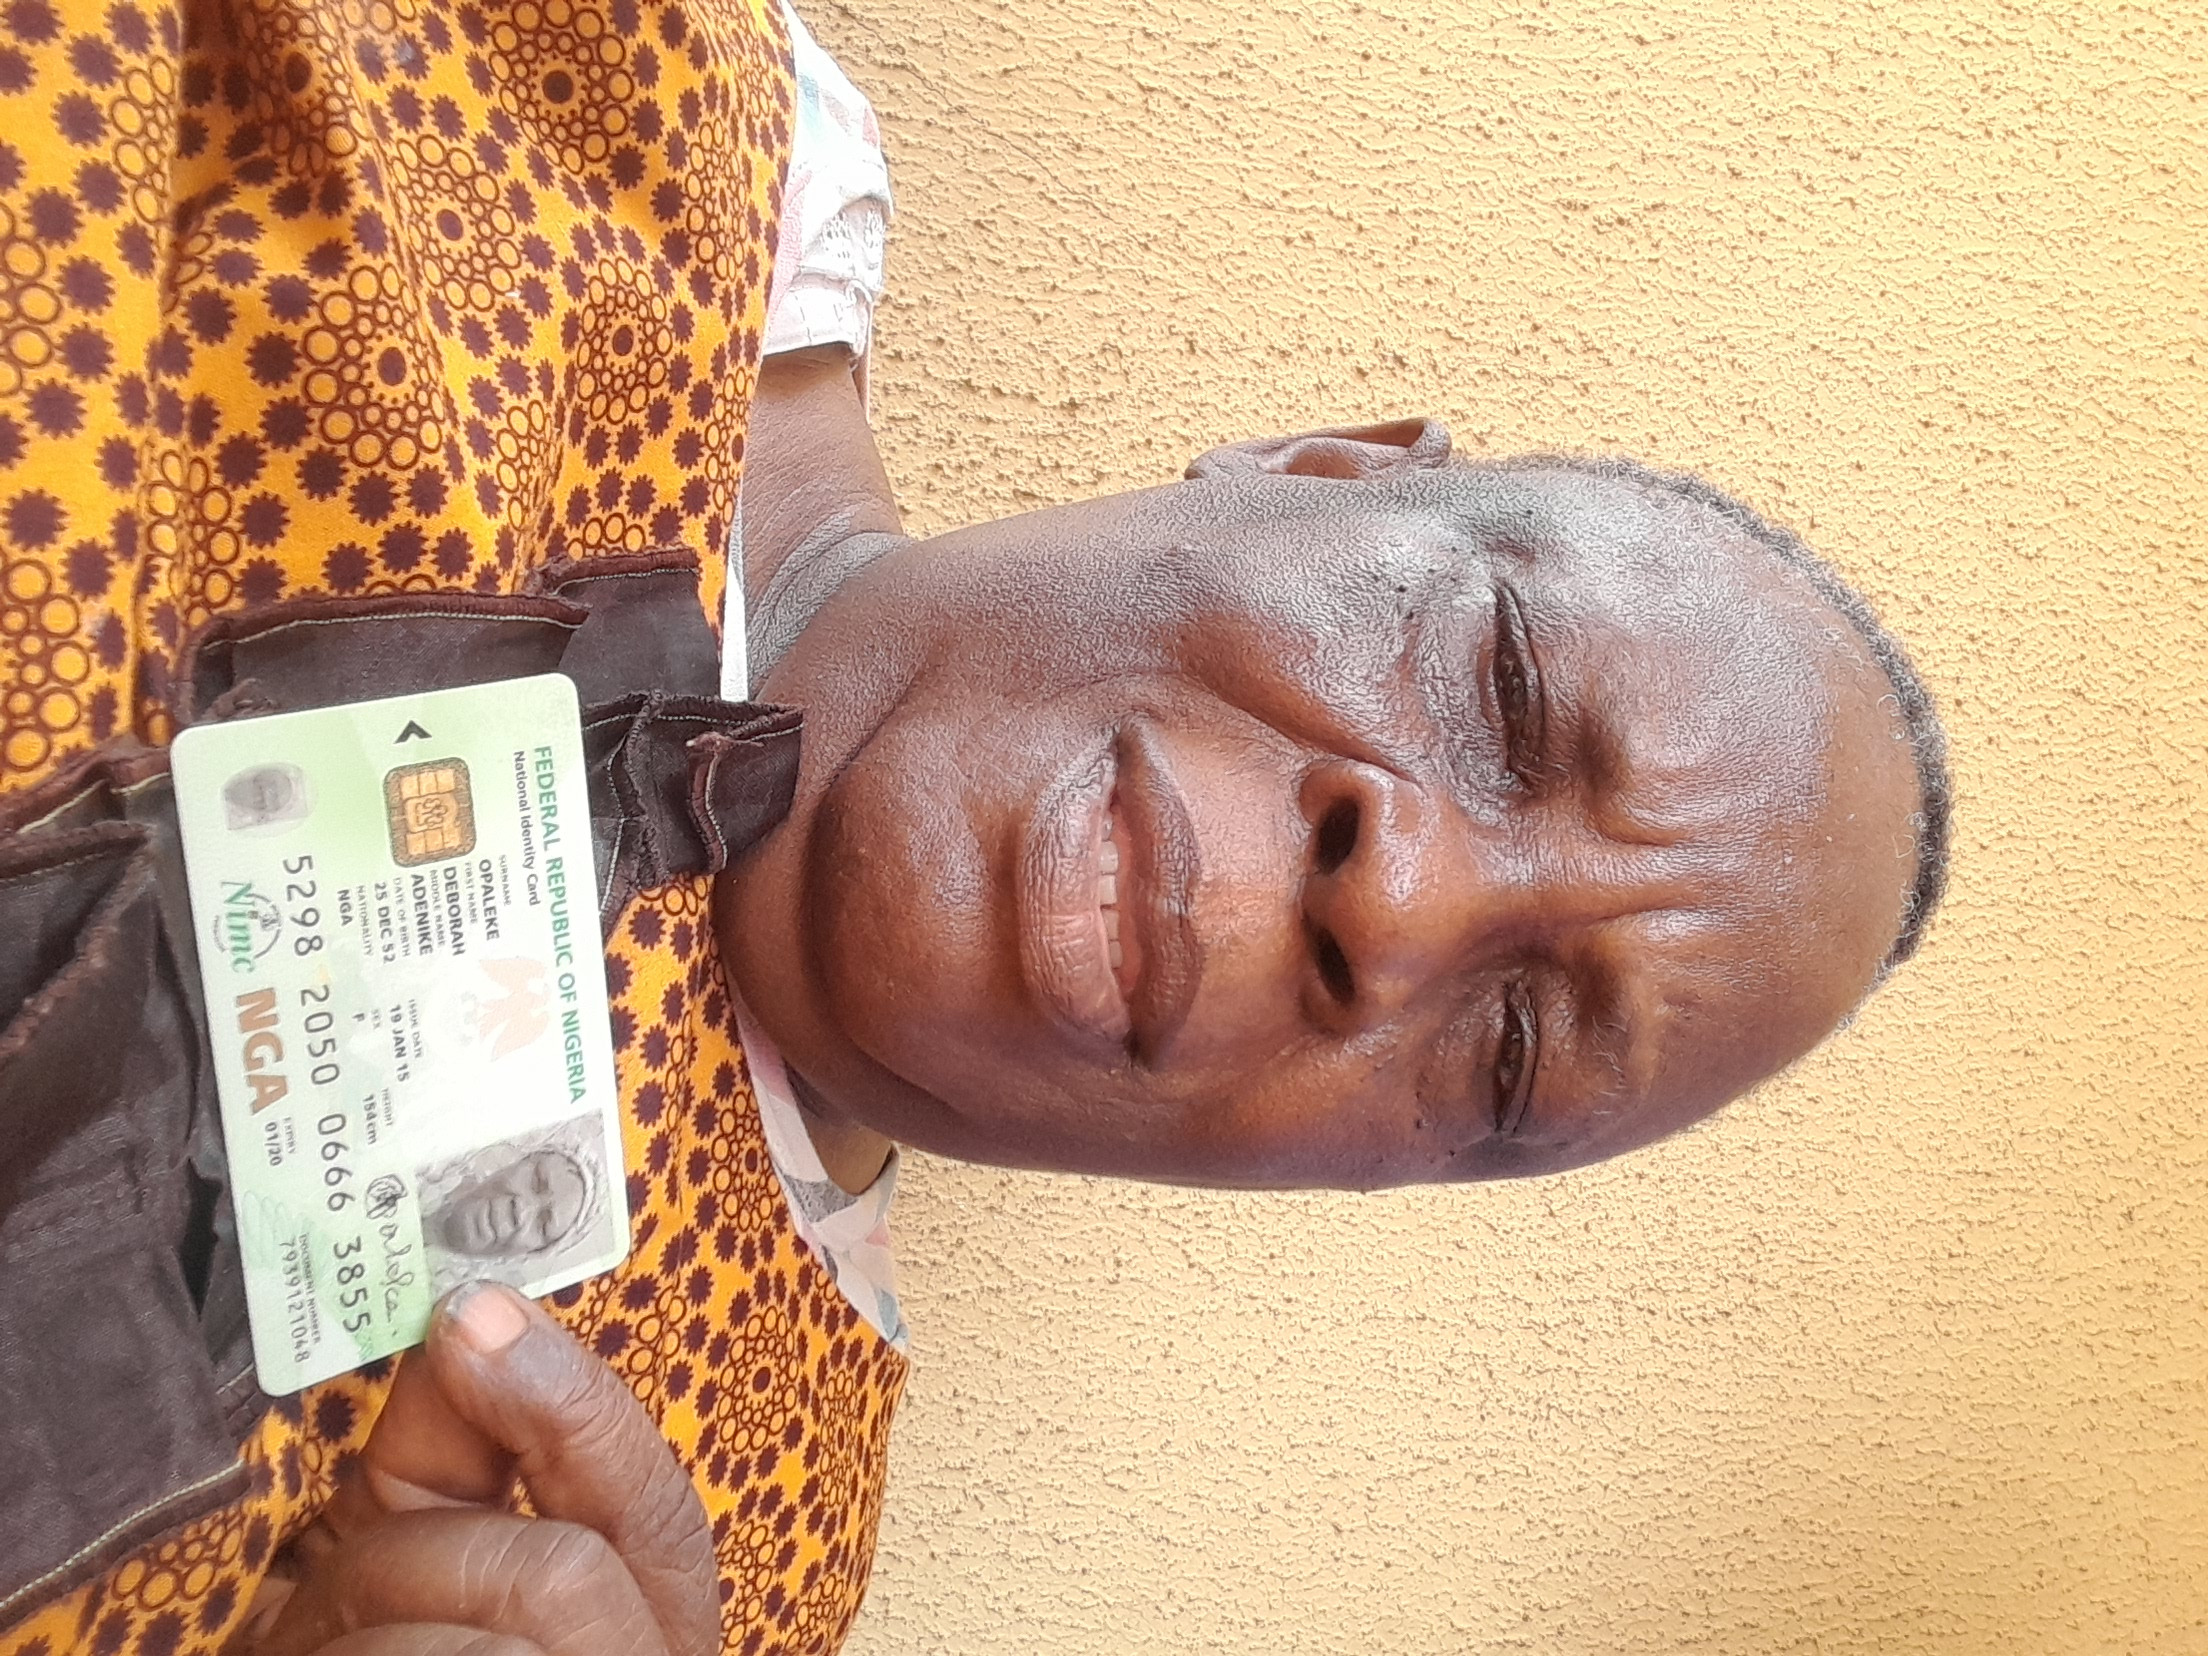 FEDERAL REPUBLIC OF NIGERIA
National Identity Card
SURNAME
OPALEKE
FIRST NAME
DEBORAH
MIDDLE NAME
ADENIKE
DATE OF BIRTH ISSUE DATE
25 DEC 52 19 JAN 15
NATIONALITY SEX HEIGHT
NGA F 154cm
5298 2050 0666 3855
nimc NGA EXPIRY 01/20
DOCUMENT NUMBER
7939121048